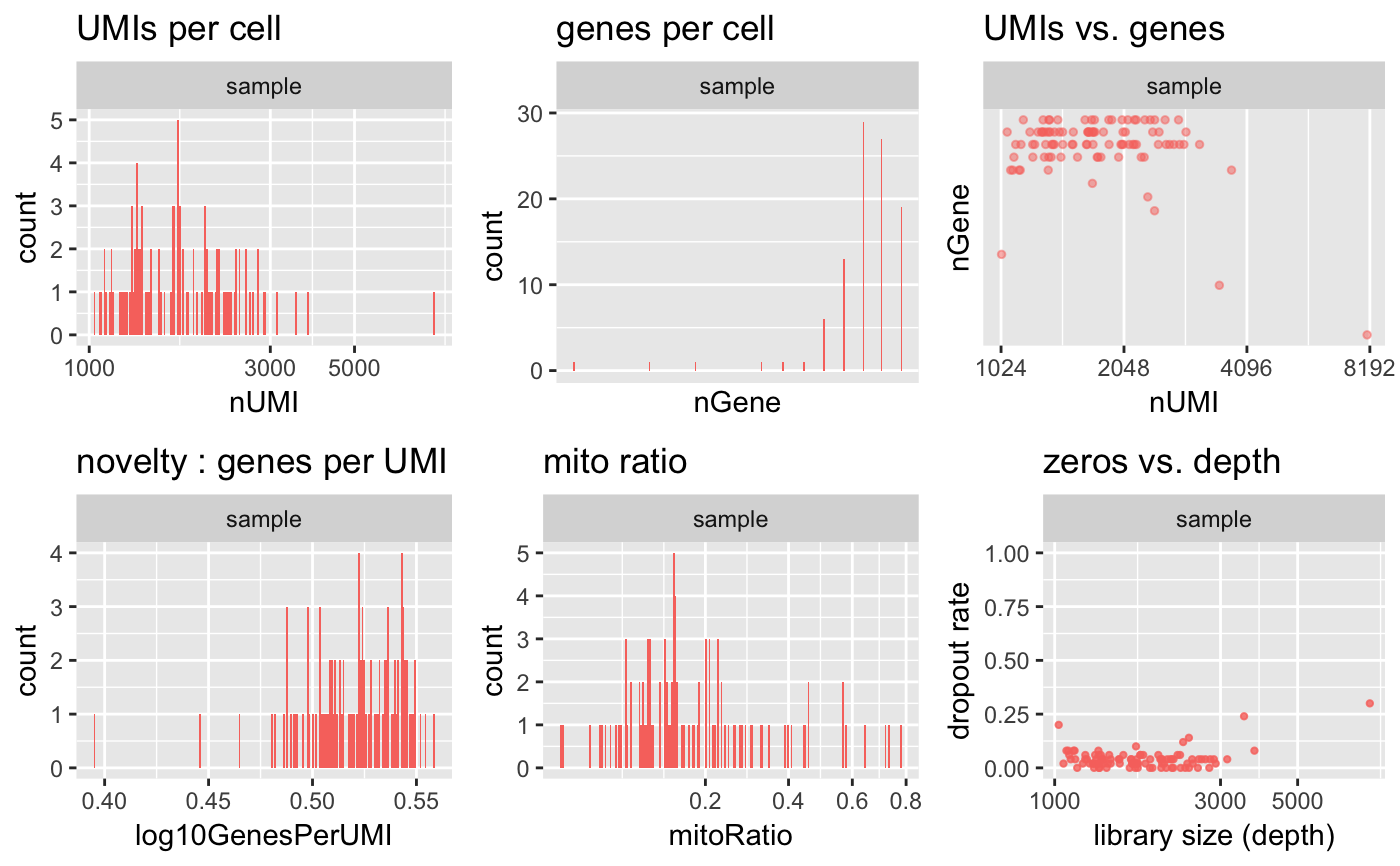 UMIs per cell
sample
count
5
4
3
2
1
0
1000 3000 5000
nUMI
genes per cell
sample
count
30
20
10
0
nGene
UMIs vs. genes
sample
nGene
1024 2048 4096 8192
nUMI
novelty : genes per UMI
sample
count
4
3
2
1
0
0.40 0.45 0.50 0.55
log10GenesPerUMI
mito ratio
sample
count
5
4
3
2
1
0
0.2 0.4 0.6 0.8
mitoRatio
zeros vs. depth
sample
dropout rate
1.00
0.75
0.50
0.25
0.00
1000 3000 5000
library size (depth)